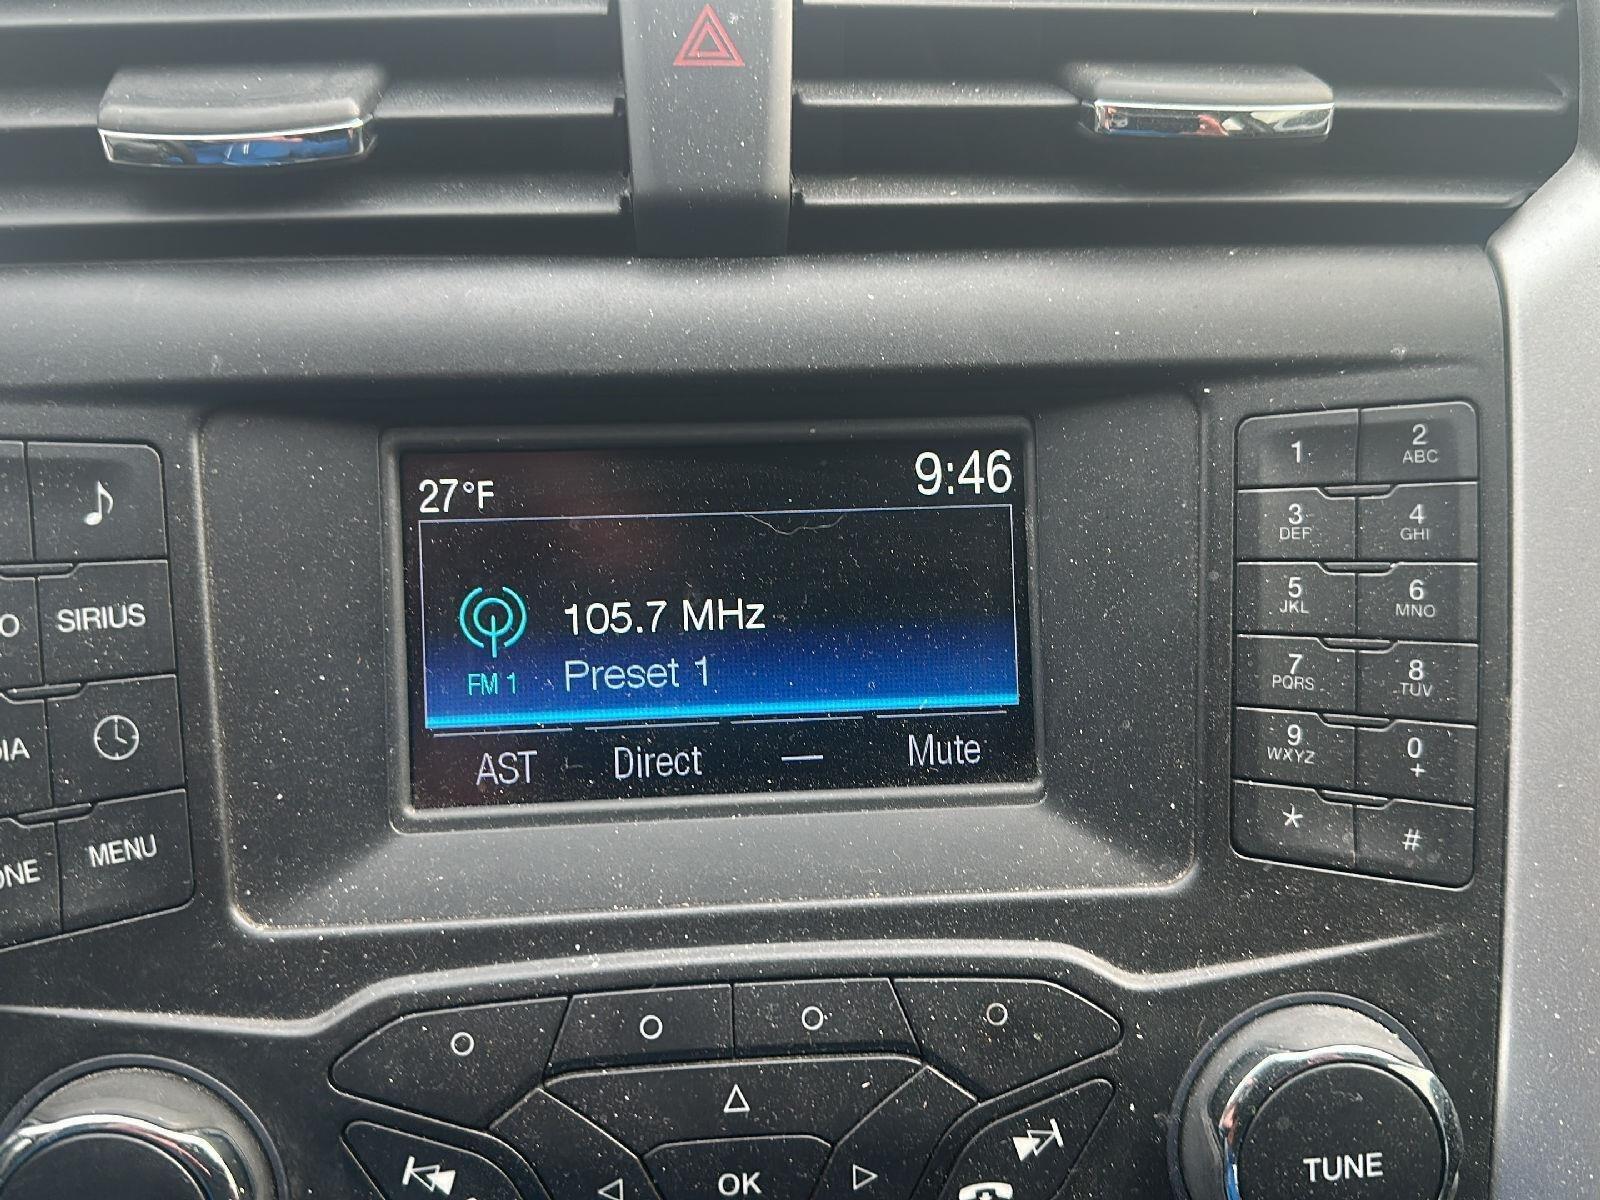 27°F
9:46
105.7 MHz
FM 1
Preset 1
AST
Direct
—
Mute
SIRIUS
MENU
1
2
ABC
3
DEF
4
GHI
5
JKL
6
MNO
7
PQRS
8
TUV
9
WXYZ
0
+
*
#
OK
TUNE